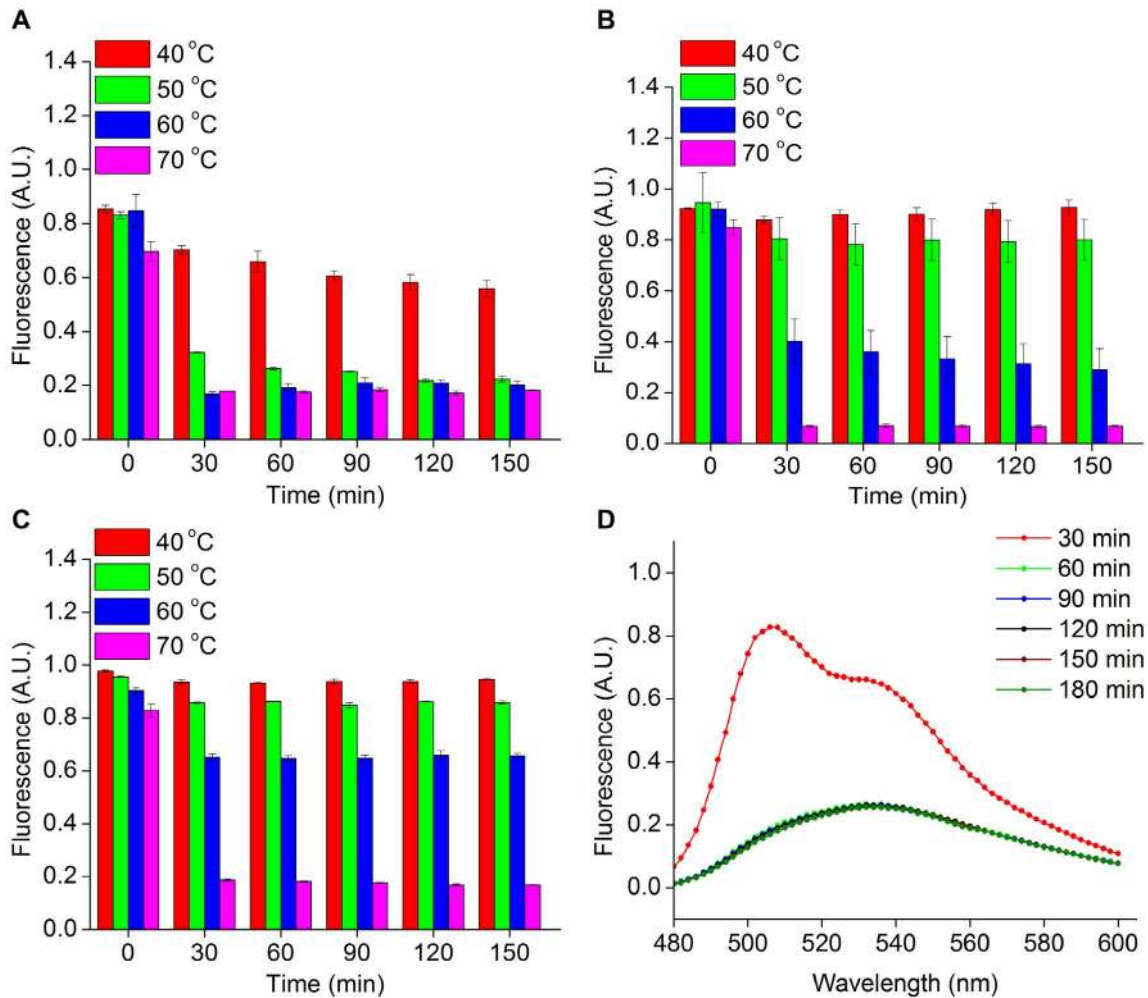 A
40 °C
50 °C
60 °C
70 °C
1.4
1.2
1.0
0.8
0.6
0.4
0.2
0.0
Fluorescence (A.U.)
0 30 60 90 120 150
Time (min)
B
40 °C
50 °C
60 °C
70 °C
1.4
1.2
1.0
0.8
0.6
0.4
0.2
0.0
Fluorescence (A.U.)
0 30 60 90 120 150
Time (min)
C
40 °C
50 °C
60 °C
70 °C
1.4
1.2
1.0
0.8
0.6
0.4
0.2
0.0
Fluorescence (A.U.)
0 30 60 90 120 150
Time (min)
D
30 min
60 min
90 min
120 min
150 min
180 min
1.0
0.8
0.6
0.4
0.2
0.0
Fluorescence (A.U.)
480 500 520 540 560 580 600
Wavelength (nm)